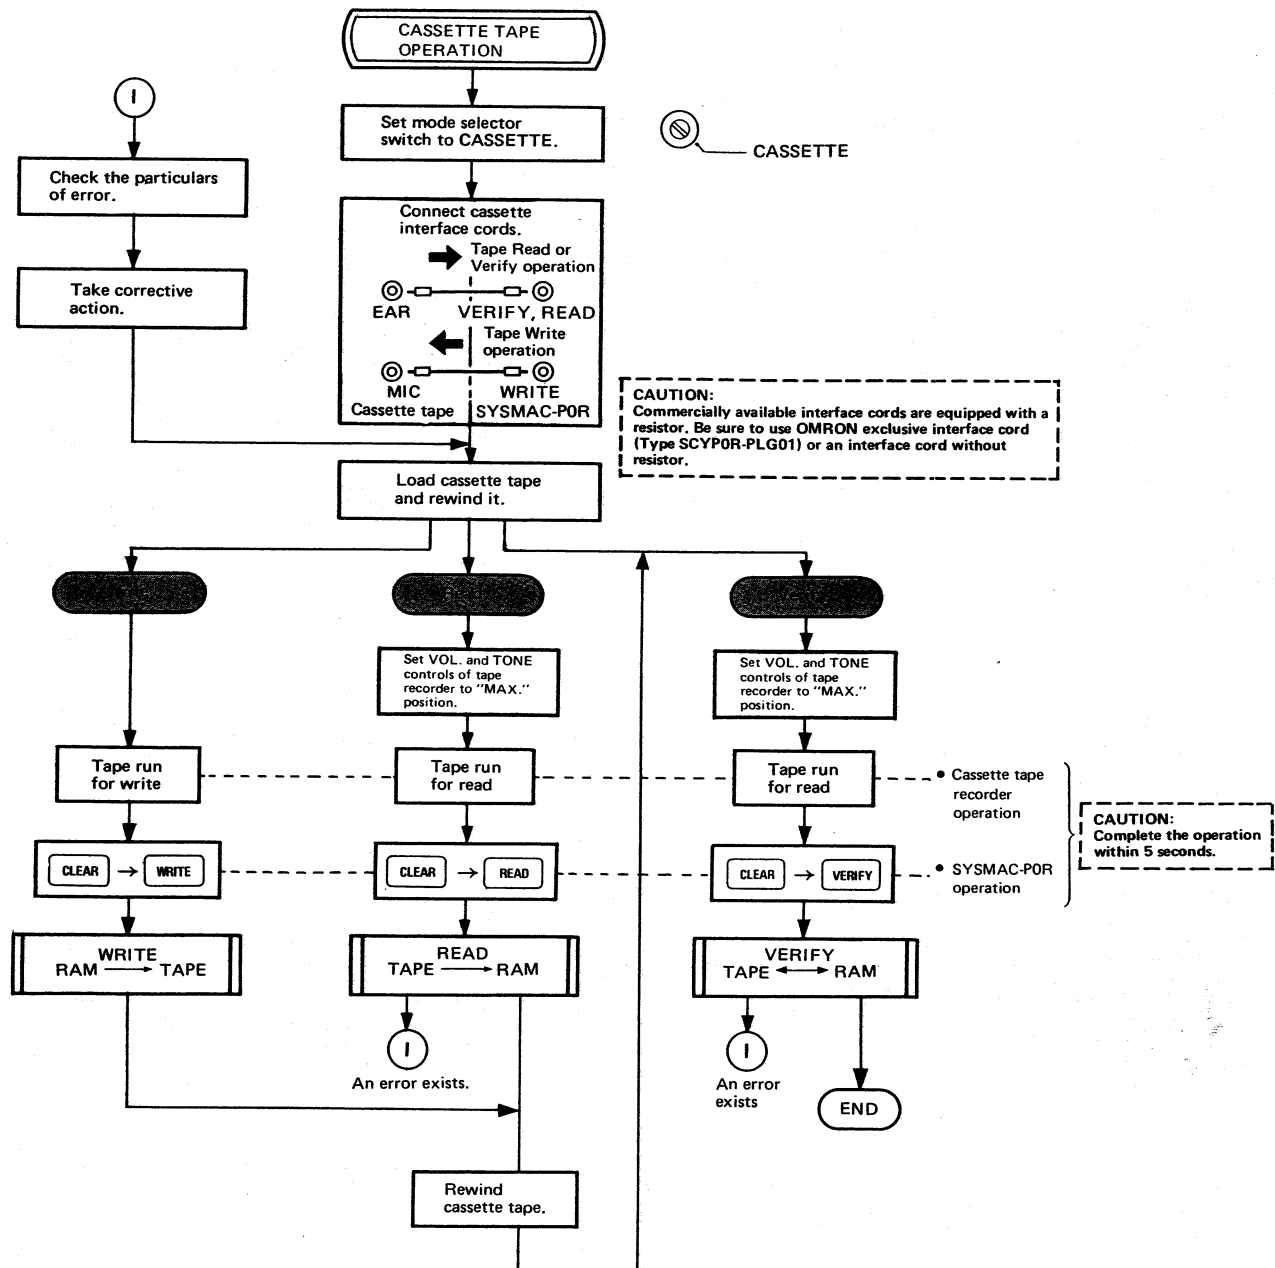 CASSETTE TAPE
OPERATION
I
Set mode selector
switch to CASSETTE.
CASSETTE
Check the particulars
of error.
Take corrective
action.
Connect cassette
interface cords.
Tape Read or
Verify operation
EAR
VERIFY, READ
Tape Write
operation
MIC
WRITE
Cassette tape
SYSMAC-P0R
CAUTION:
Commercially available interface cords are equipped with a
resistor. Be sure to use OMRON exclusive interface cord
(Type SCYP0R-PLG01) or an interface cord without
resistor.
Load cassette tape
and rewind it.
Set VOL. and TONE
controls of tape
recorder to "MAX."
position.
Set VOL. and TONE
controls of tape
recorder to "MAX."
position.
Tape run
for write
Tape run
for read
Tape run
for read
• Cassette tape
recorder
operation
CAUTION:
Complete the operation
within 5 seconds.
CLEAR → WRITE
CLEAR → READ
CLEAR → VERIFY
• SYSMAC-P0R
operation
WRITE
RAM → TAPE
READ
TAPE → RAM
VERIFY
TAPE ↔ RAM
I
An error exists.
I
An error
exists
END
Rewind
cassette tape.